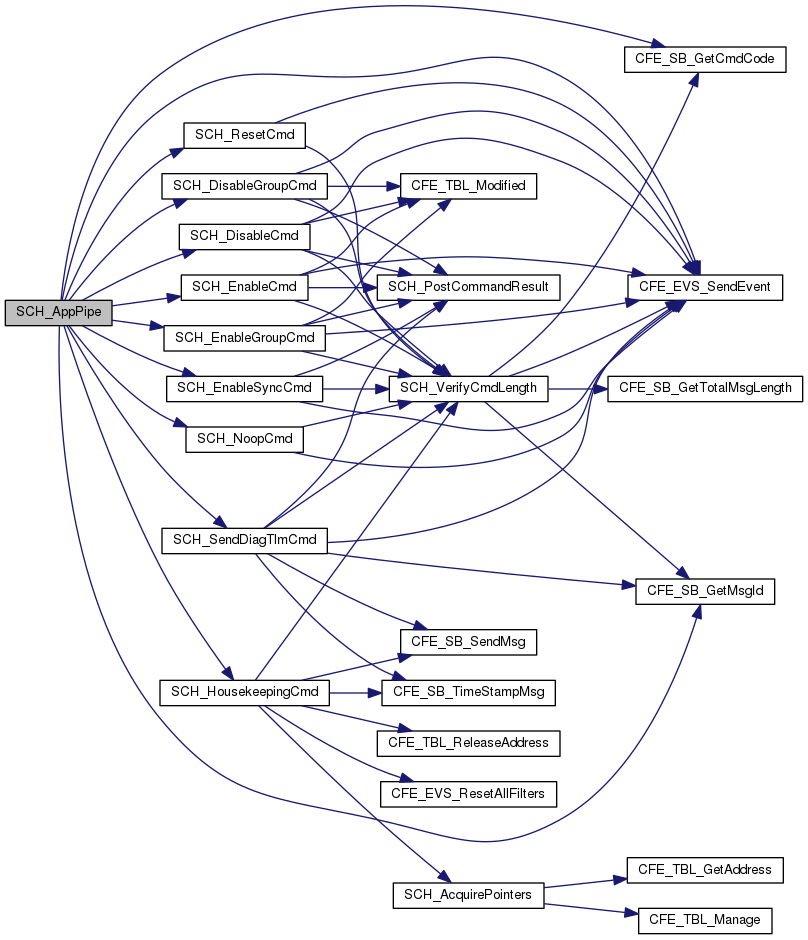 CFE_SB_GetCmdCode
SCH_ResetCmd
SCH_DisableGroupCmd
CFE_TBL_Modified
SCH_DisableCmd
SCH_EnableCmd
SCH_PostCommandResult
CFE_EVS_SendEvent
SCH_AppPipe
SCH_EnableGroupCmd
SCH_EnableSyncCmd
SCH_VerifyCmdLength
CFE_SB_GetTotalMsgLength
SCH_NoopCmd
SCH_SendDiagTlmCmd
CFE_SB_GetMsgId
CFE_SB_SendMsg
SCH_HousekeepingCmd
CFE_SB_TimeStampMsg
CFE_TBL_ReleaseAddress
CFE_EVS_ResetAllFilters
CFE_TBL_GetAddress
SCH_AcquirePointers
CFE_TBL_Manage